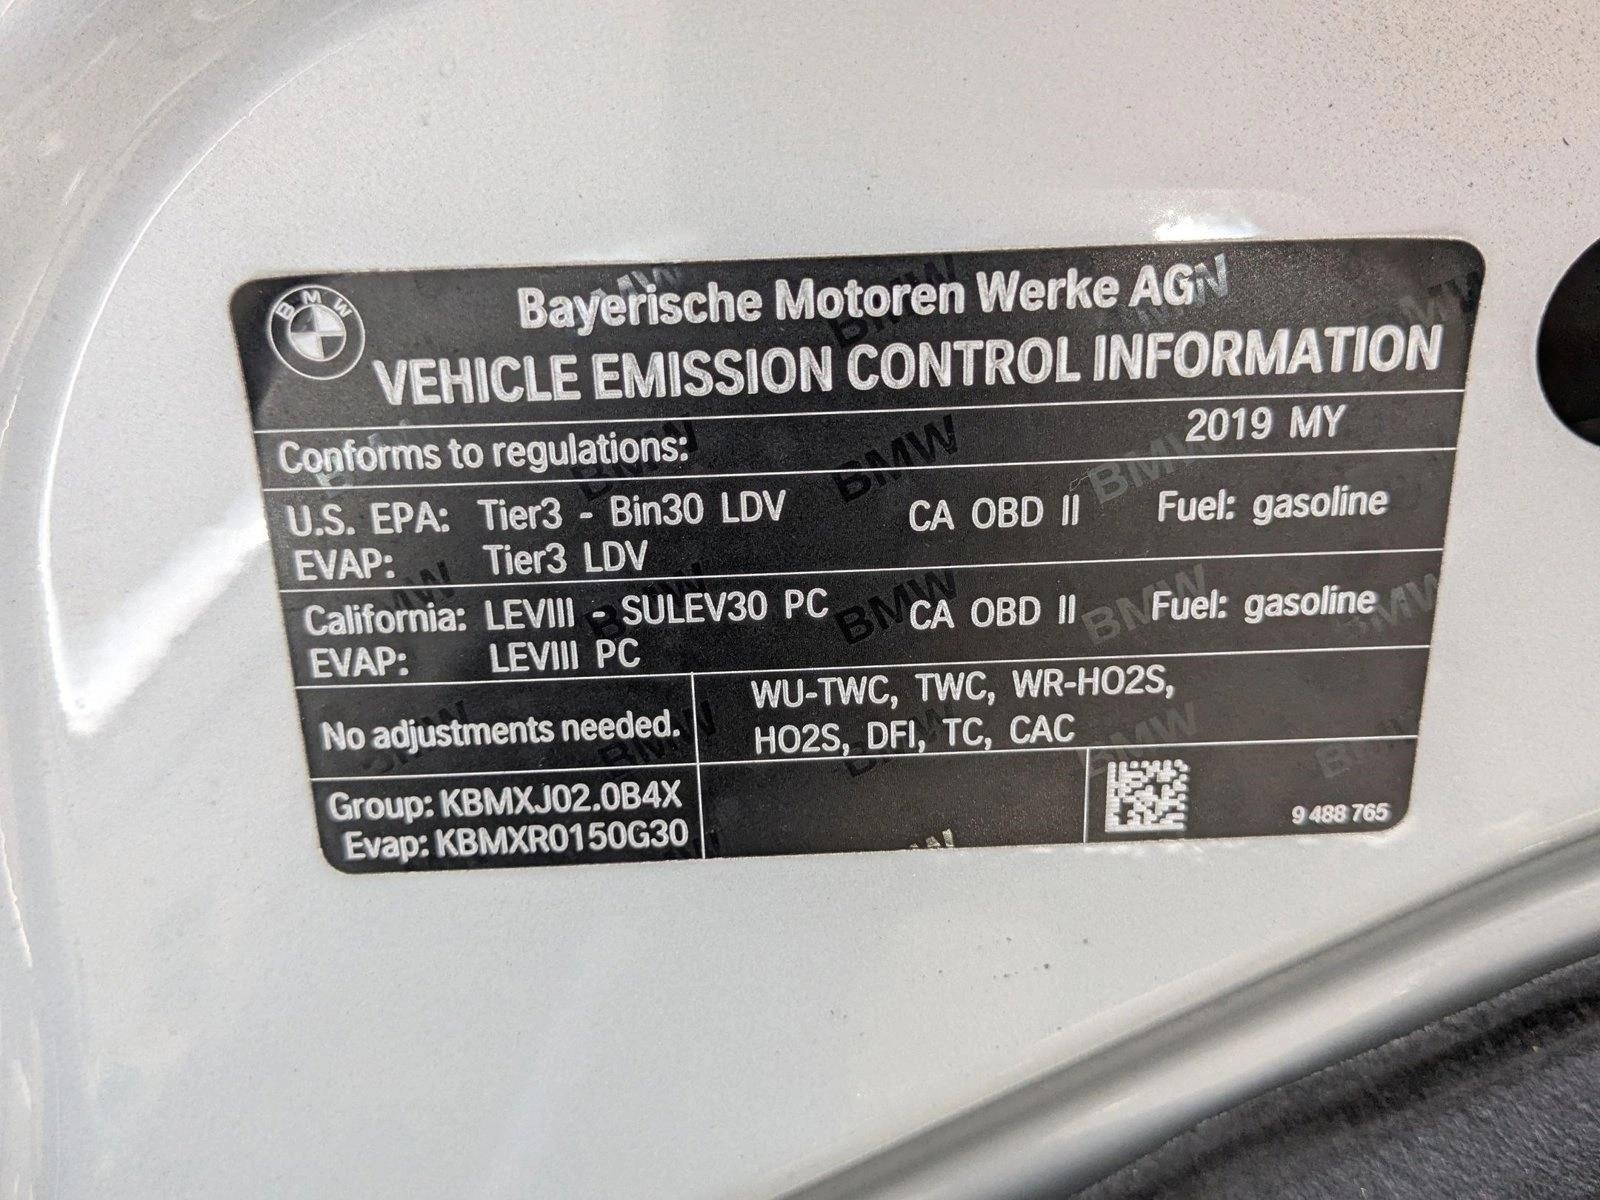 BMW
Bayerische Motoren Werke AG
VEHICLE EMISSION CONTROL INFORMATION
Conforms to regulations: 2019 MY
U.S. EPA: Tier3 - Bin30 LDV CA OBD II Fuel: gasoline
EVAP: Tier3 LDV
California: LEVIII - SULEV30 PC CA OBD II Fuel: gasoline
EVAP: LEVIII PC
No adjustments needed.
WU-TWC, TWC, WR-HO2S,
HO2S, DFI, TC, CAC
Group: KBMXJ02.0B4X
Evap: KBMXR0150G30
9 488 765